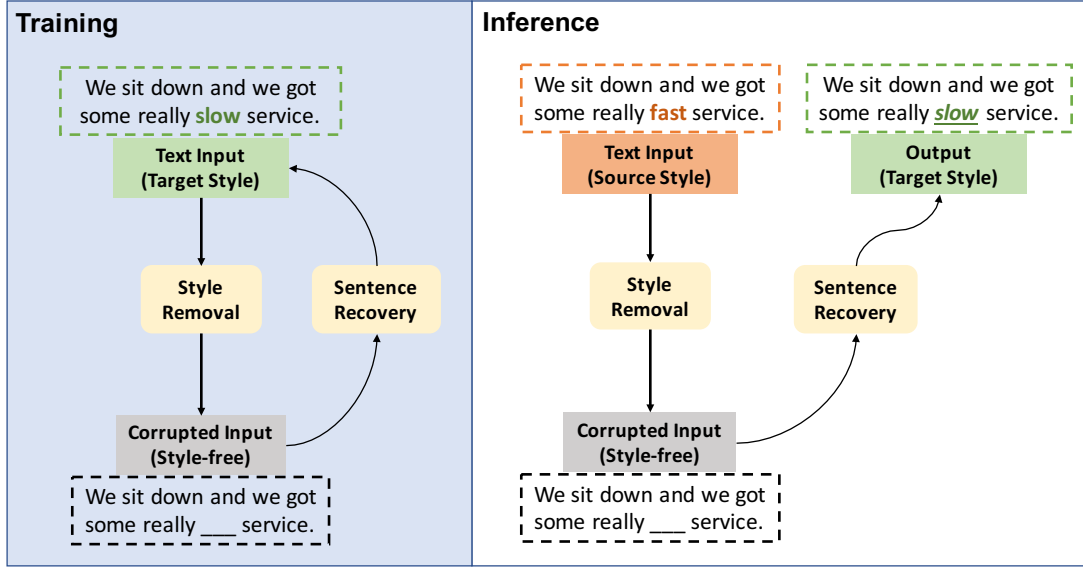 Training
We sit down and we got
some really slow service.
Text Input
(Target Style)
Style
Removal
Sentence
Recovery
Corrupted Input
(Style-free)
We sit down and we got
some really ___ service.
Inference
We sit down and we got
some really fast service.
Text Input
(Source Style)
We sit down and we got
some really slow service.
Output
(Target Style)
Style
Removal
Sentence
Recovery
Corrupted Input
(Style-free)
We sit down and we got
some really ___ service.